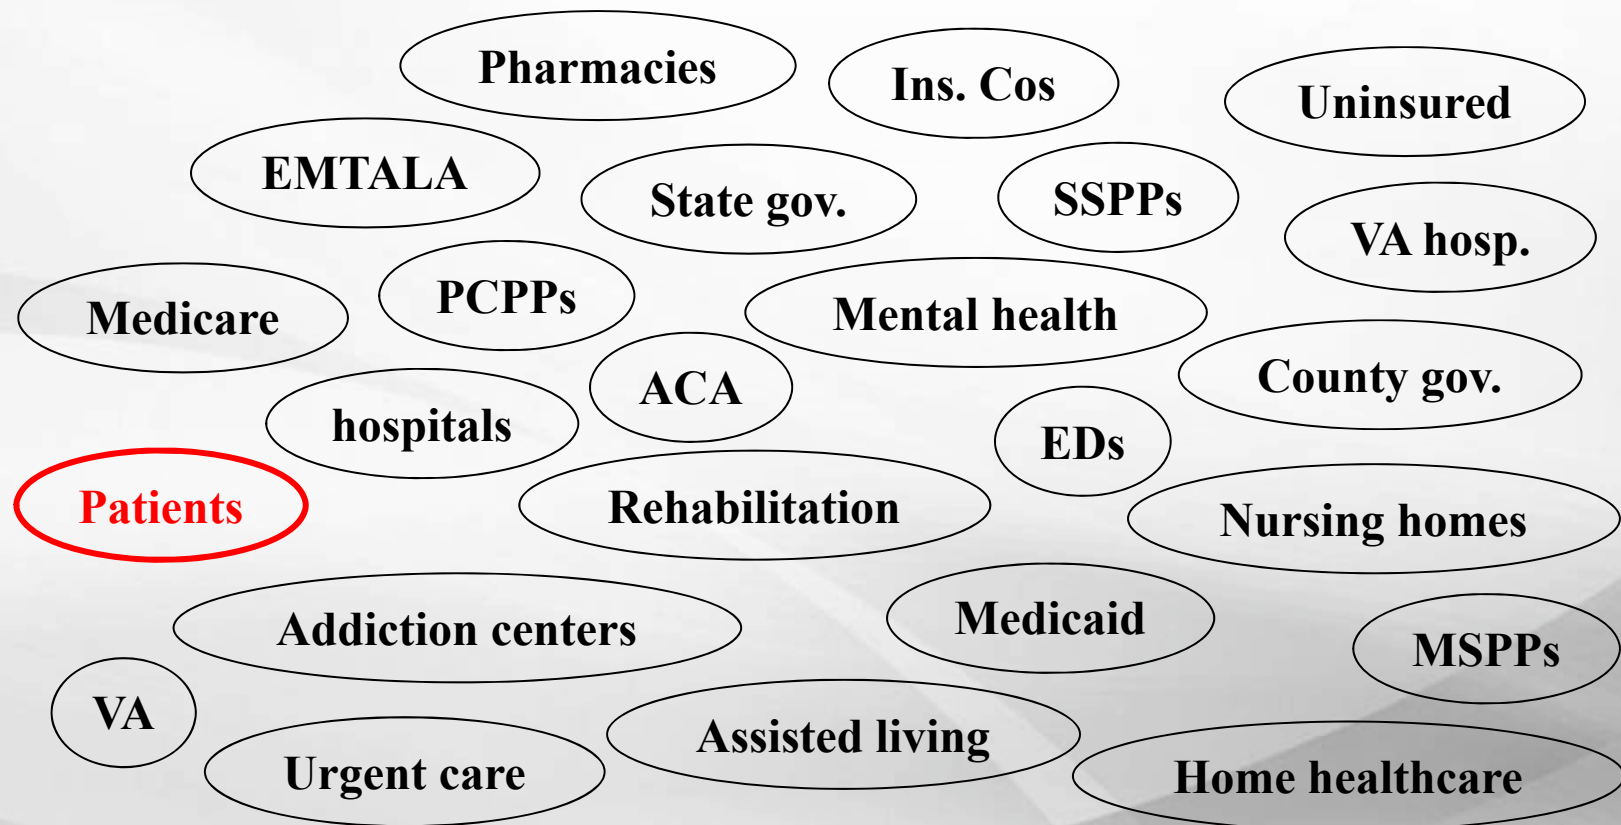 Pharmacies
Ins. Cos
Uninsured
EMTALA
State gov.
SSPPs
VA hosp.
Medicare
PCPPs
Mental health
ACA
County gov.
hospitals
EDs
Patients
Rehabilitation
Nursing homes
Addiction centers
Medicaid
MSPPs
VA
Urgent care
Assisted living
Home healthcare